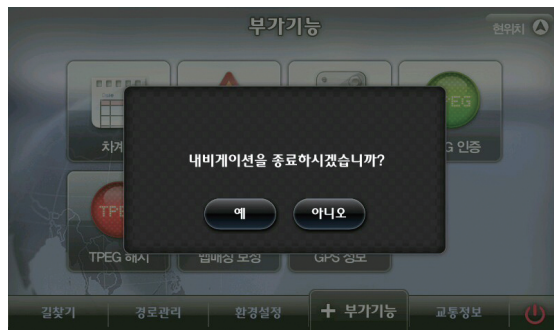 부가기능
현위치
차계
PEG
G 인증
내비게이션을 종료하시겠습니까?
예
아니오
TPE
TPEG 해지
맵매칭 보정
GPS 정보
길찾기
경로관리
환경설정
+ 부가기능
교통정보